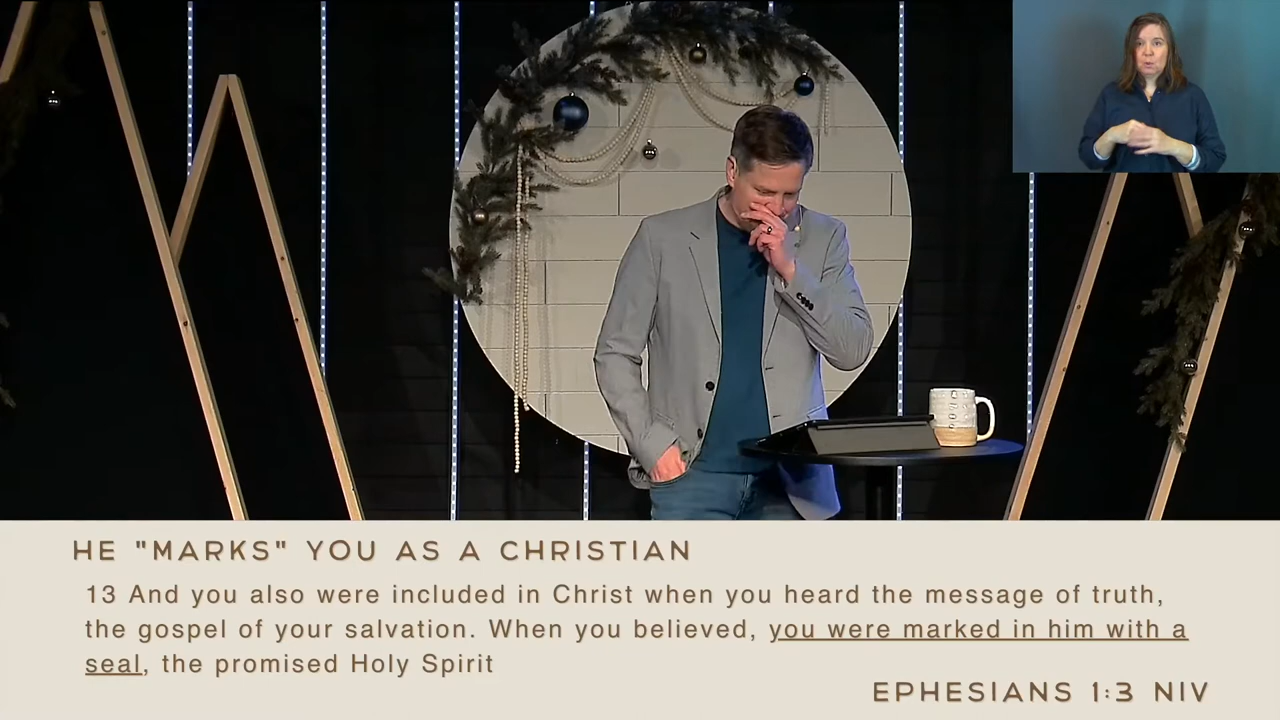 HE "MARKS" YOU AS A CHRISTIAN
13 And you also were included in Christ when you heard the message of truth,
the gospel of your salvation. When you believed, you were marked in him with a
seal, the promised Holy Spirit
EPHESIANS 1:3 NIV